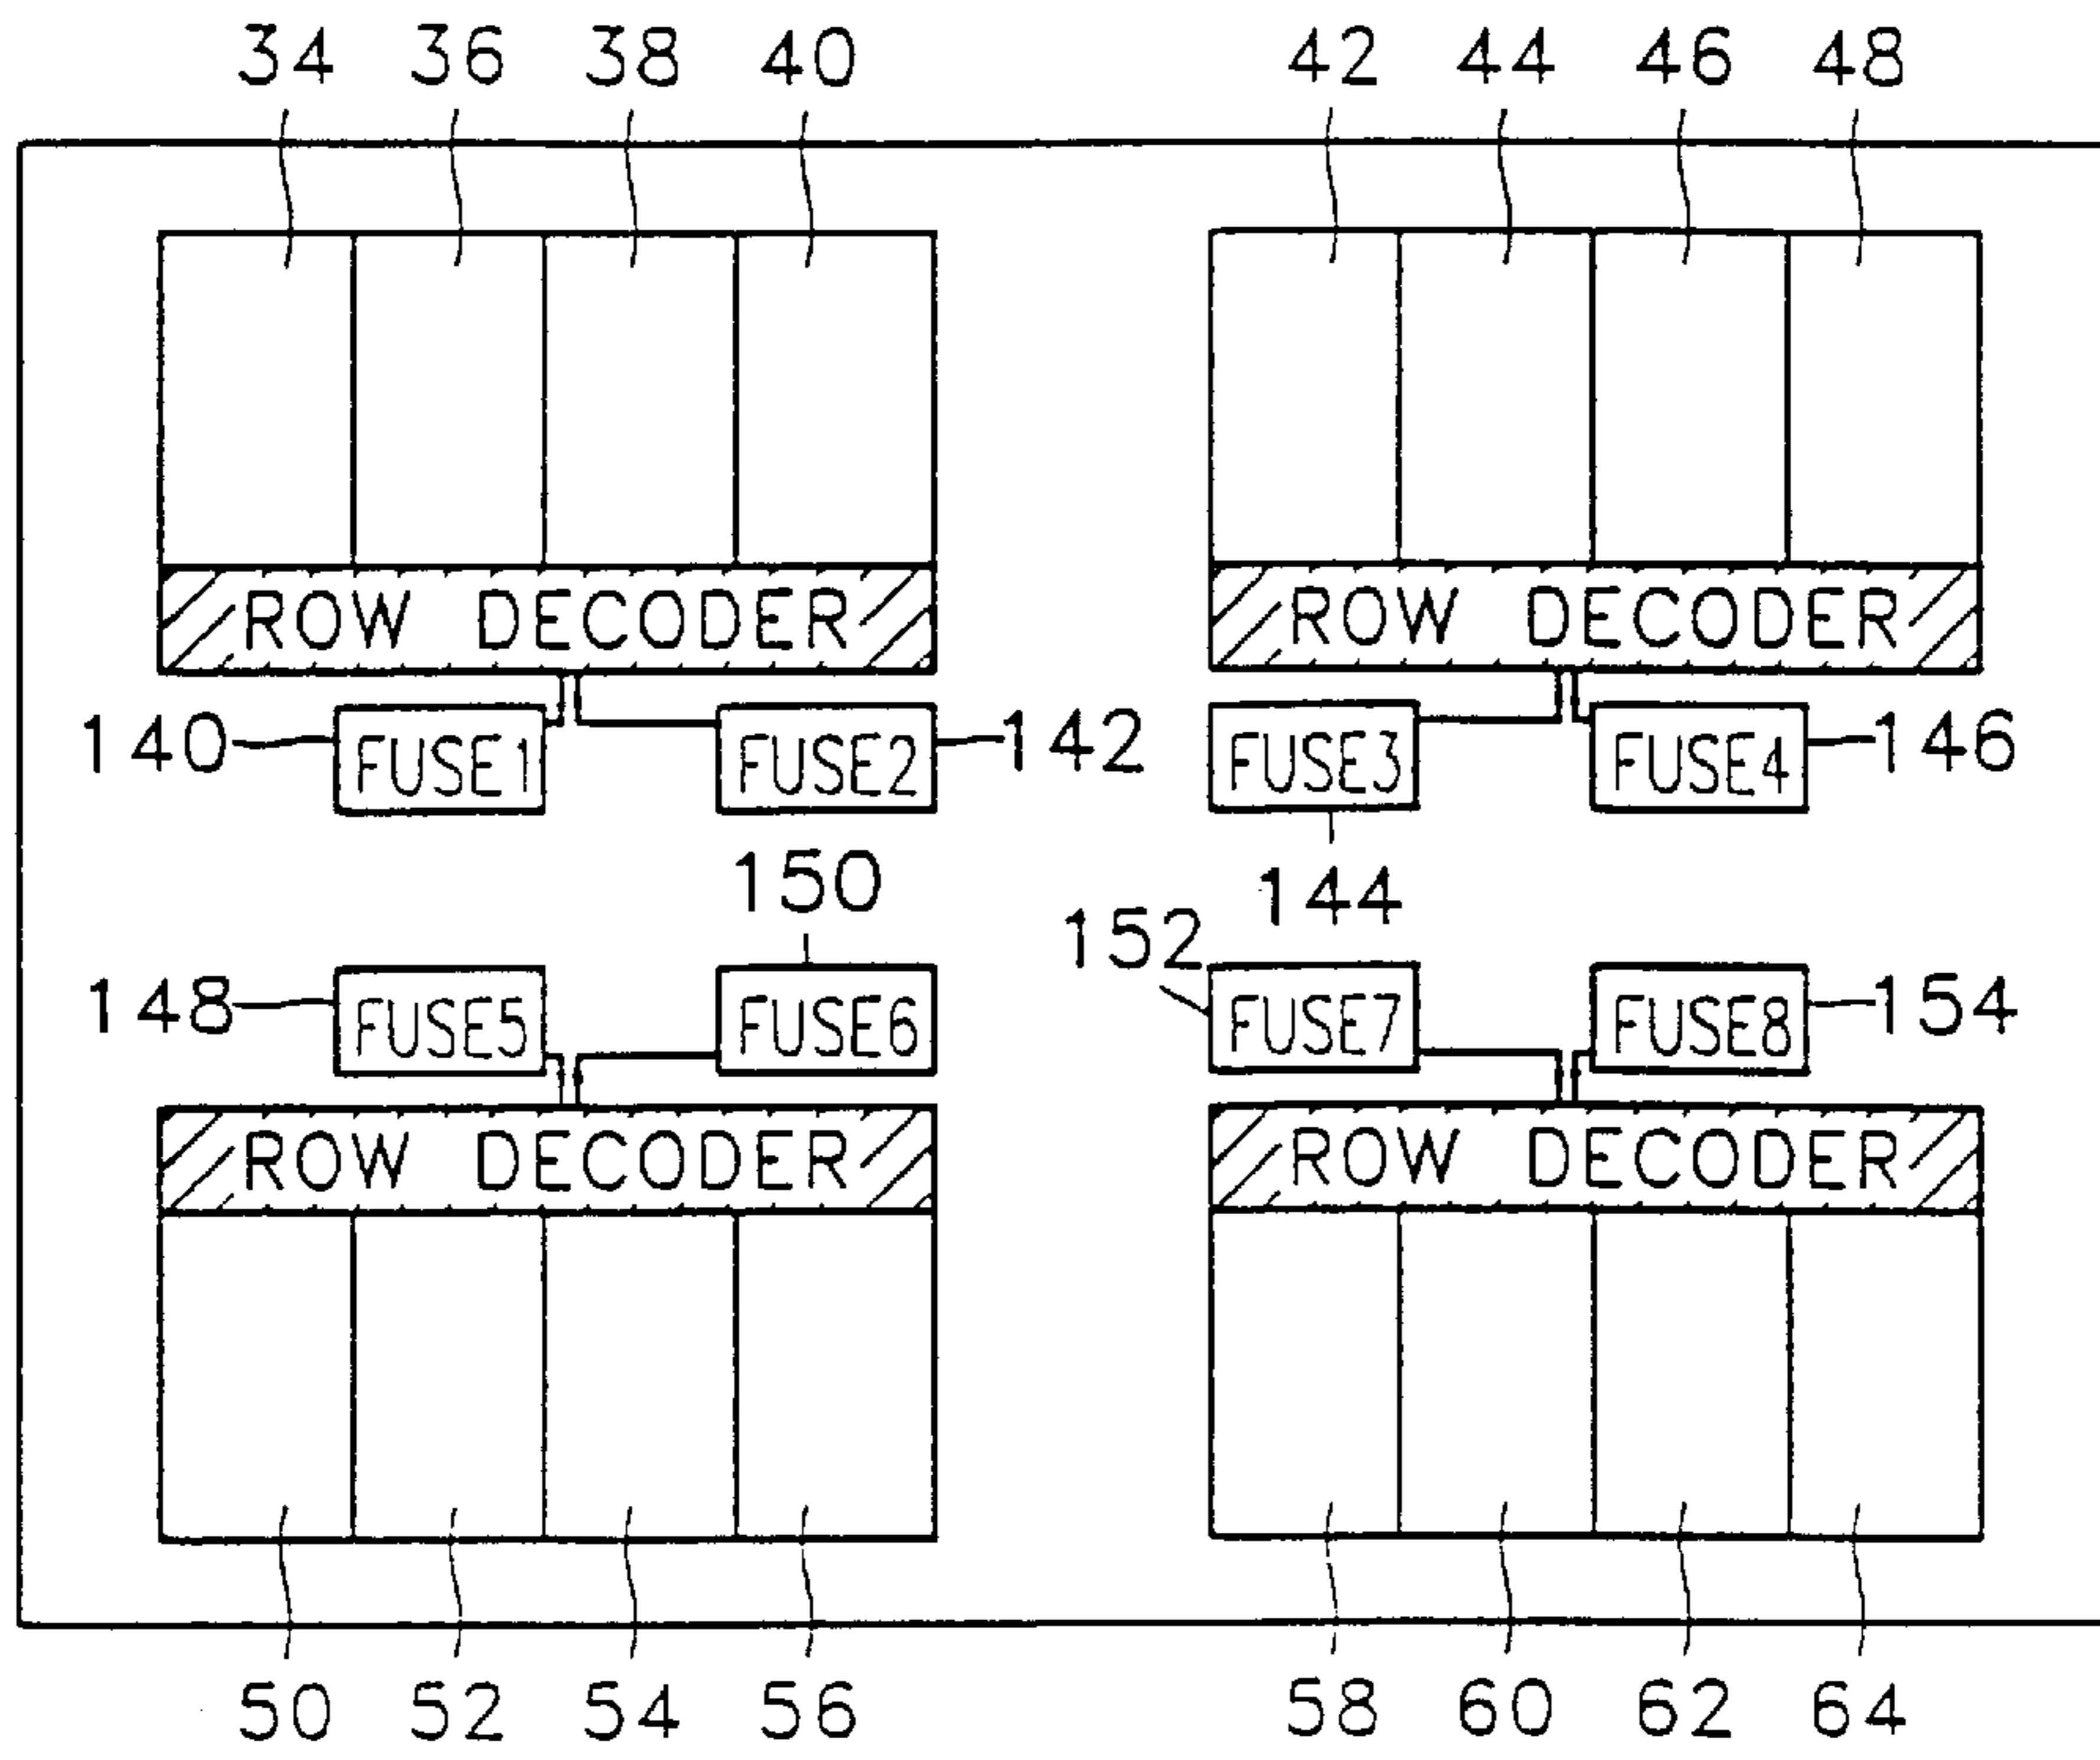 34 36 38 40 42 44 46 48
ROW DECODER ROW DECODER
140 FUSE1 FUSE2 142 FUSE3 FUSE4 146
150 144
152
148 FUSE5 FUSE6 FUSE7 FUSE8 154
ROW DECODER ROW DECODER
50 52 54 56 58 60 62 64